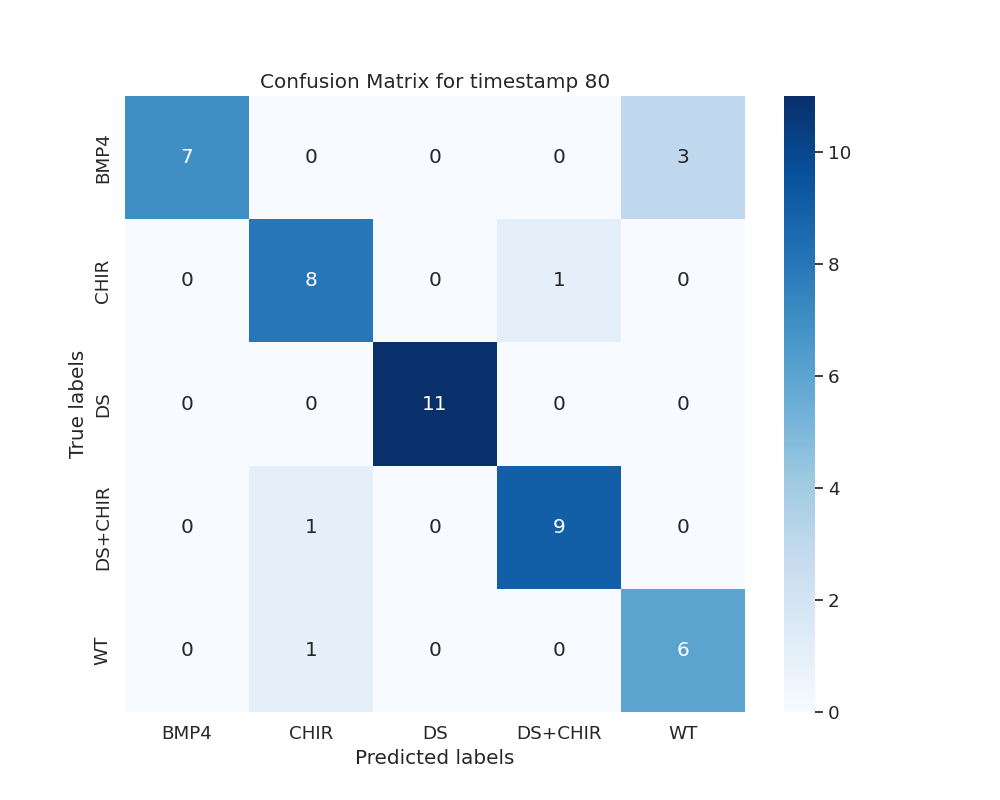 Confusion Matrix for timestamp 80
True labels
BMP4 7 0 0 0 3
CHIR 0 8 0 1 0
DS 0 0 11 0 0
DS+CHIR 0 1 0 9 0
WT 0 1 0 0 6
BMP4 CHIR DS DS+CHIR WT
Predicted labels
10
8
6
4
2
0